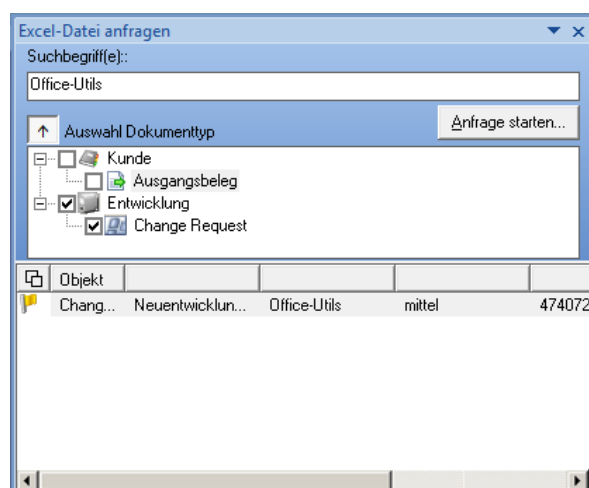 Excel-Datei anfragen
Suchbegriff(e)::
Office-Utils
Anfrage starten...
Auswahl Dokumenttyp
Kunde
Ausgangsbeleg
Entwicklung
Change Request
Objekt
Chang... Neuentwicklun... Office-Utils mittel 474072